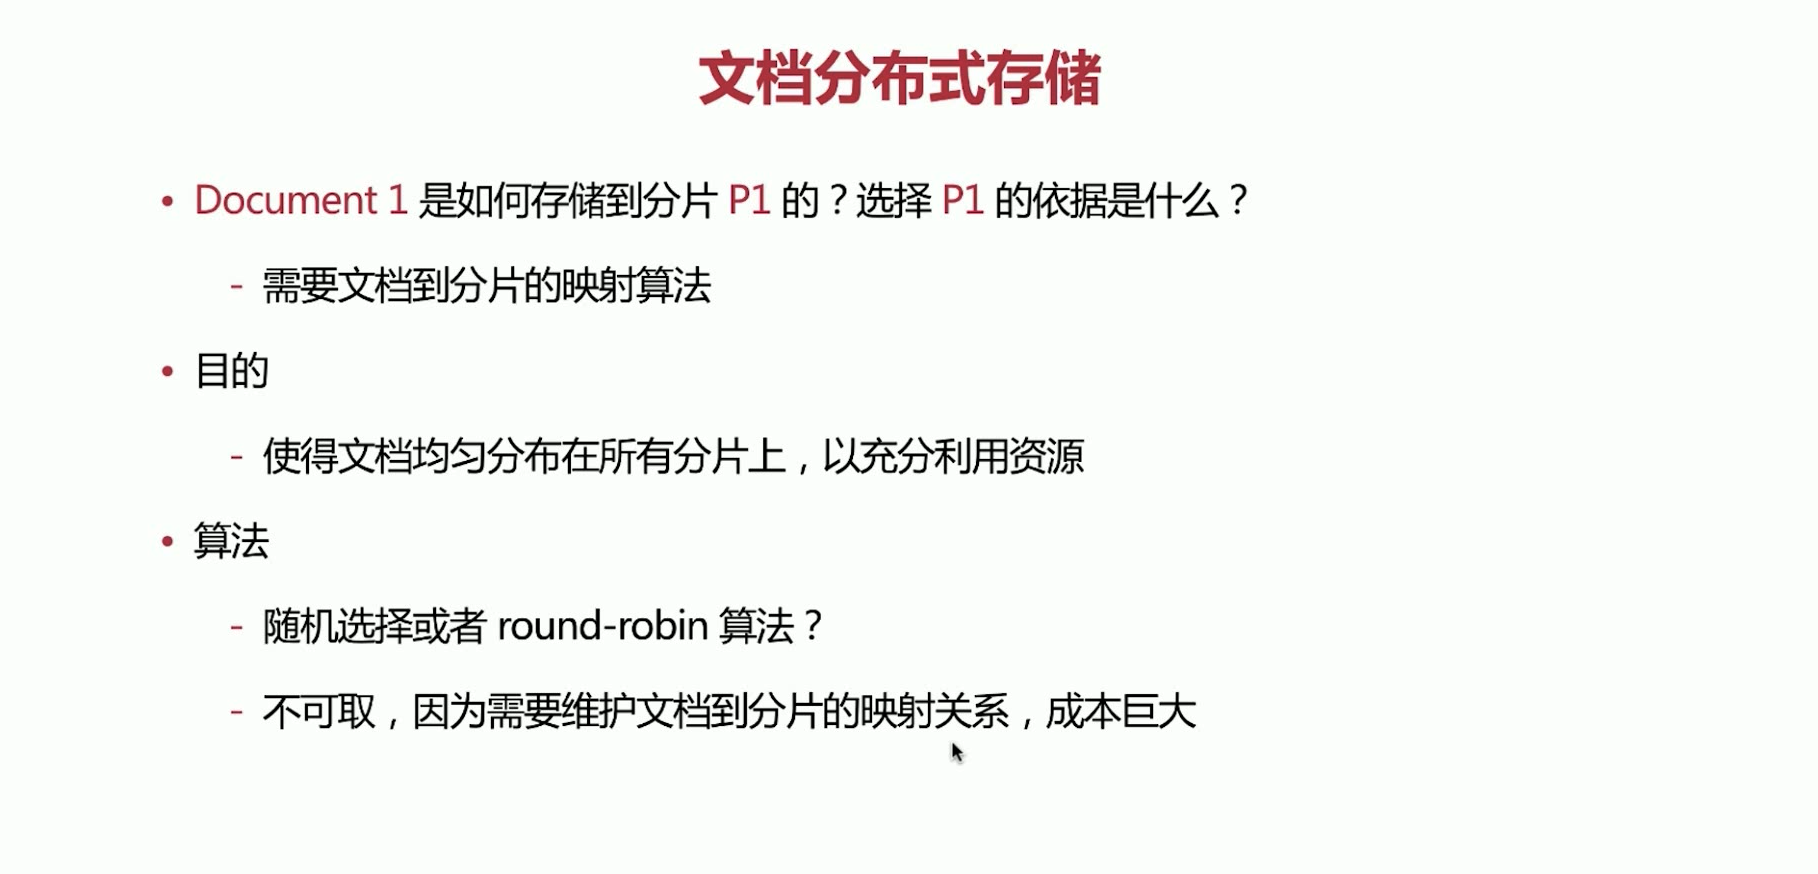 文档分布式存储
• Document 1 是如何存储到分片 P1 的？选择 P1 的依据是什么？
- 需要文档到分片的映射算法
• 目的
- 使得文档均匀分布在所有分片上，以充分利用资源
• 算法
- 随机选择或者 round-robin 算法？
- 不可取，因为需要维护文档到分片的映射关系，成本巨大